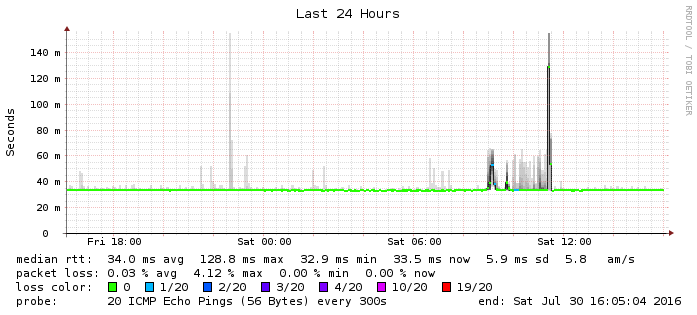 Last 24 Hours
RRDTOOL / TOBI OETIKER
Seconds
140 m
120 m
100 m
80 m
60 m
40 m
20 m
0
Fri 18:00 Sat 00:00 Sat 06:00 Sat 12:00
median rtt: 34.0 ms avg 128.8 ms max 32.9 ms min 33.5 ms now 5.9 ms sd 5.8 am/s
packet loss: 0.03 % avg 4.12 % max 0.00 % min 0.00 % now
loss color: 0 1/20 2/20 3/20 4/20 10/20 19/20
probe: 20 ICMP Echo Pings (56 Bytes) every 300s end: Sat Jul 30 16:05:04 2016